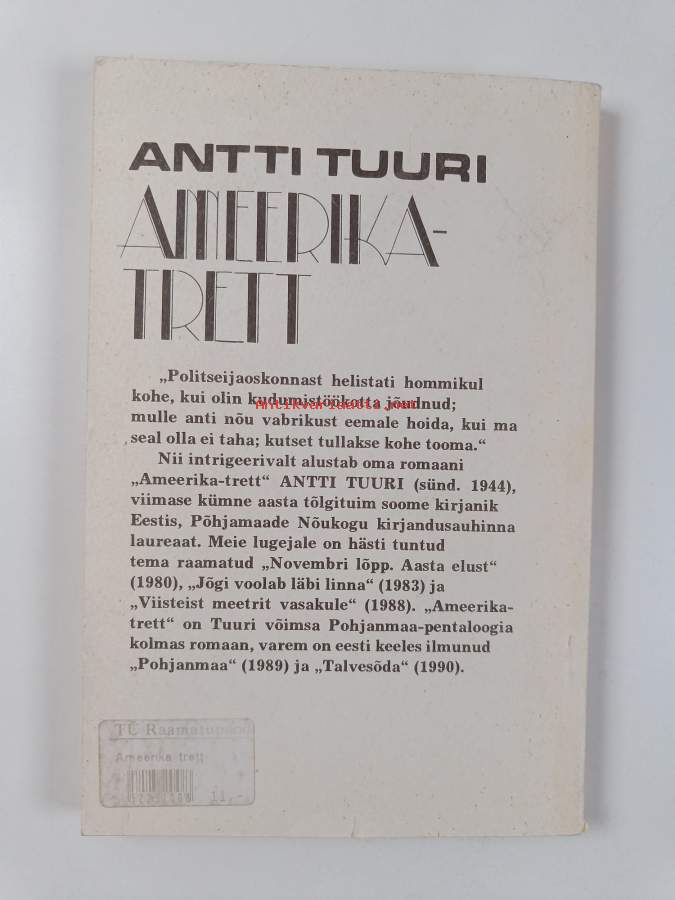 ANTTI TUURI
AMEERIKA-
TRETT
„Politseijaoskonnast helistati hommikul
kohe, kui olin kudumistöökotta jõudnud;
mulle anti nõu vabrikust eemale hoida, kui ma
seal olla ei taha; kutset tullakse kohe tooma.“
Nii intrigeerivalt alustab oma romaani
„Ameerika-trett“ ANTTI TUURI (sünd. 1944),
viimase kümne aasta tõlgituim soome kirjanik
Eestis, Põhjamaade Nõukogu kirjandusauhinna
laureaat. Meie lugejale on hästi tuntud
tema raamatud „Novembri lõpp. Aasta elust“
(1980), „Jõgi voolab läbi linna“ (1983) ja
„Viisteist meetrit vasakule“ (1988). „Ameerika-
trett“ on Tuuri võimsa Pohjanmaa-pentaloogia
kolmas romaan, varem on eesti keeles ilmunud
„Pohjanmaa“ (1989) ja „Talvesõda“ (1990).
Ameerika trett
11,-